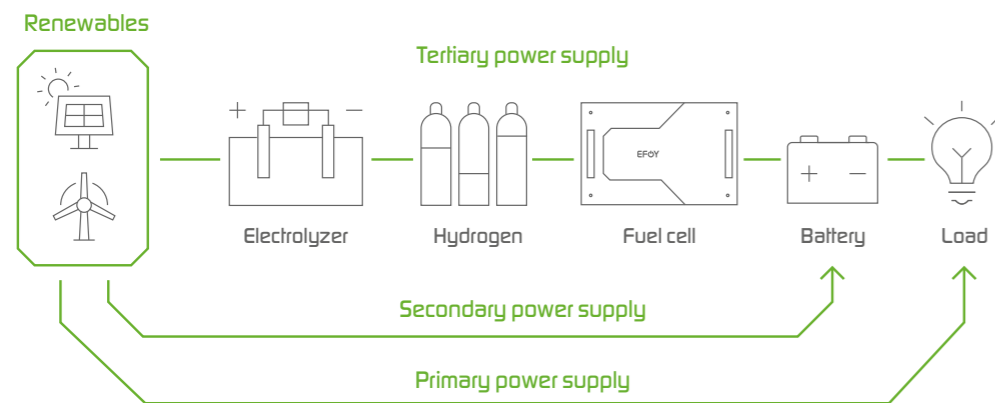 Renewables
Tertiary power supply
+ −
EFOY
+ −
Electrolyzer Hydrogen Fuel cell Battery Load
Secondary power supply
Primary power supply